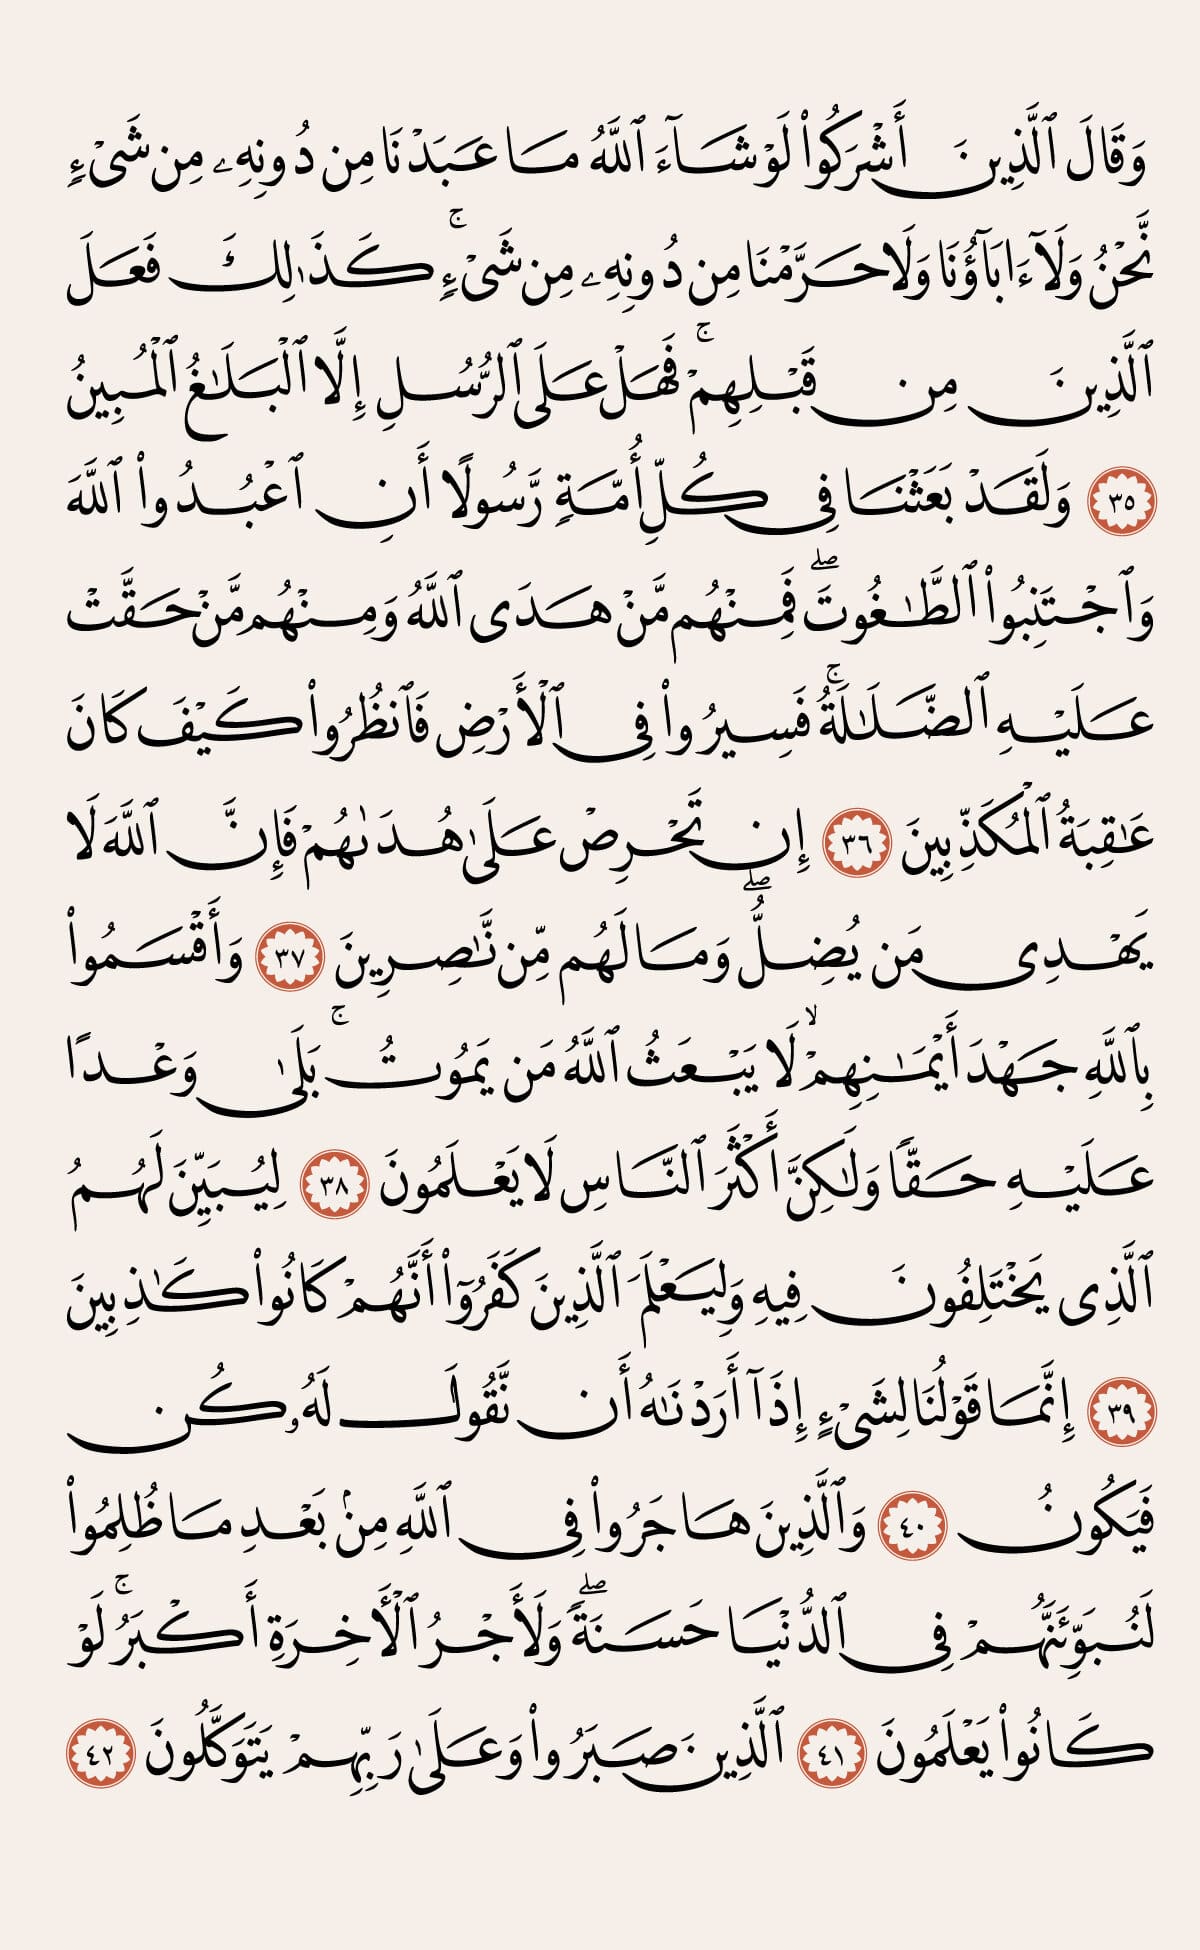 وَقَالَ ٱلَّذِينَ أَشۡرَكُواْ لَوۡ شَآءَ ٱللَّهُ مَا عَبَدۡنَا مِن دُونِهِۦ مِن شَيۡءٖ
نَّحۡنُ وَلَآ ءَابَآؤُنَا وَلَا حَرَّمۡنَا مِن دُونِهِۦ مِن شَيۡءٖۚ كَذَٰلِكَ فَعَلَ
ٱلَّذِينَ مِن قَبۡلِهِمۡۚ فَهَلۡ عَلَى ٱلرُّسُلِ إِلَّا ٱلۡبَلَٰغُ ٱلۡمُبِينُ
٣٥ وَلَقَدۡ بَعَثۡنَا فِي كُلِّ أُمَّةٖ رَّسُولًا أَنِ ٱعۡبُدُواْ ٱللَّهَ
وَٱجۡتَنِبُواْ ٱلطَّٰغُوتَۖ فَمِنۡهُم مَّنۡ هَدَى ٱللَّهُ وَمِنۡهُم مَّنۡ حَقَّتۡ
عَلَيۡهِ ٱلضَّلَٰلَةُۚ فَسِيرُواْ فِي ٱلۡأَرۡضِ فَٱنظُرُواْ كَيۡفَ كَانَ
عَٰقِبَةُ ٱلۡمُكَذِّبِينَ ٣٦ إِن تَحۡرِصۡ عَلَىٰ هُدَىٰهُمۡ فَإِنَّ ٱللَّهَ لَا
يَهۡدِي مَن يُضِلُّۖ وَمَا لَهُم مِّن نَّٰصِرِينَ ٣٧ وَأَقۡسَمُواْ
بِٱللَّهِ جَهۡدَ أَيۡمَٰنِهِمۡ لَا يَبۡعَثُ ٱللَّهُ مَن يَمُوتُۚ بَلَىٰ وَعۡدًا
عَلَيۡهِ حَقّٗا وَلَٰكِنَّ أَكۡثَرَ ٱلنَّاسِ لَا يَعۡلَمُونَ ٣٨ لِيُبَيِّنَ لَهُمُ
ٱلَّذِي يَخۡتَلِفُونَ فِيهِ وَلِيَعۡلَمَ ٱلَّذِينَ كَفَرُوٓاْ أَنَّهُمۡ كَانُواْ كَٰذِبِينَ
٣٩ إِنَّمَا قَوۡلُنَا لِشَيۡءٍ إِذَآ أَرَدۡنَٰهُ أَن نَّقُولَ لَهُۥ كُن
فَيَكُونُ ٤٠ وَٱلَّذِينَ هَاجَرُواْ فِي ٱللَّهِ مِنۢ بَعۡدِ مَا ظُلِمُواْ
لَنُبَوِّئَنَّهُمۡ فِي ٱلدُّنۡيَا حَسَنَةٗۖ وَلَأَجۡرُ ٱلۡأَخِرَةِ أَكۡبَرُۚ لَوۡ
كَانُواْ يَعۡلَمُونَ ٤١ ٱلَّذِينَ صَبَرُواْ وَعَلَىٰ رَبِّهِمۡ يَتَوَكَّلُونَ ٤٢